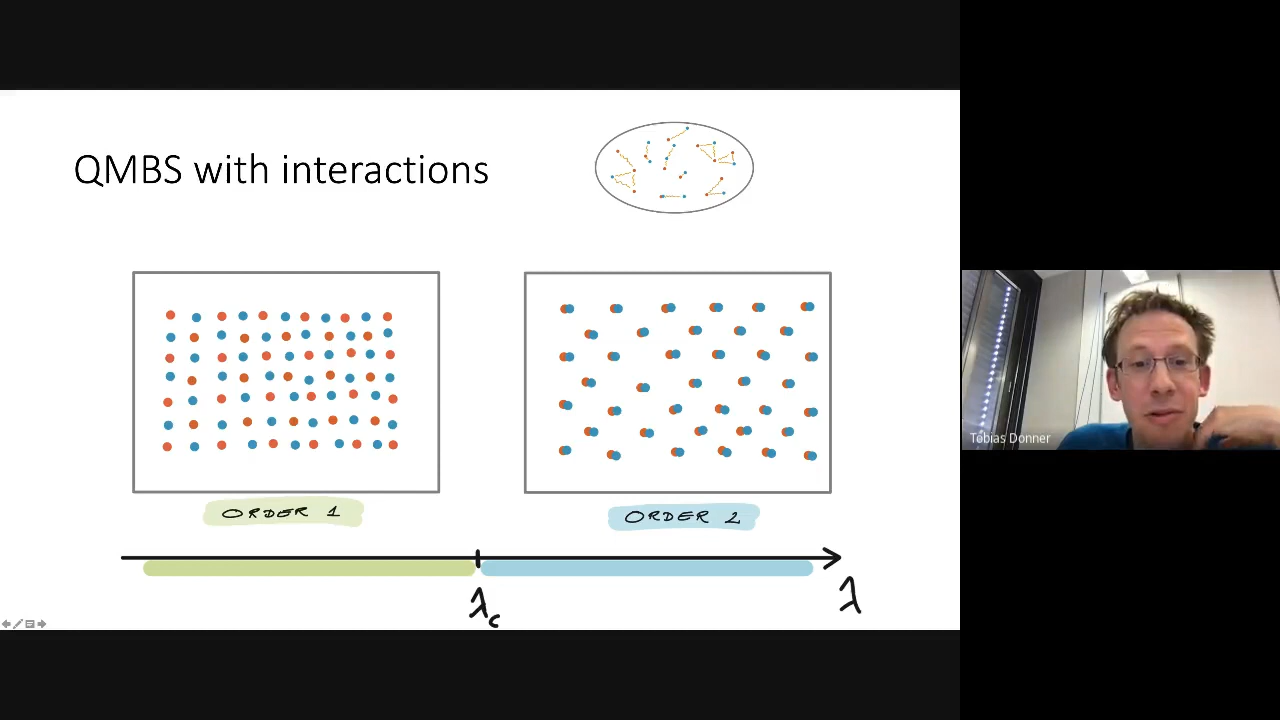 QMBS with interactions
ORDER 1
ORDER 2
λc
λ
Tobias Donner